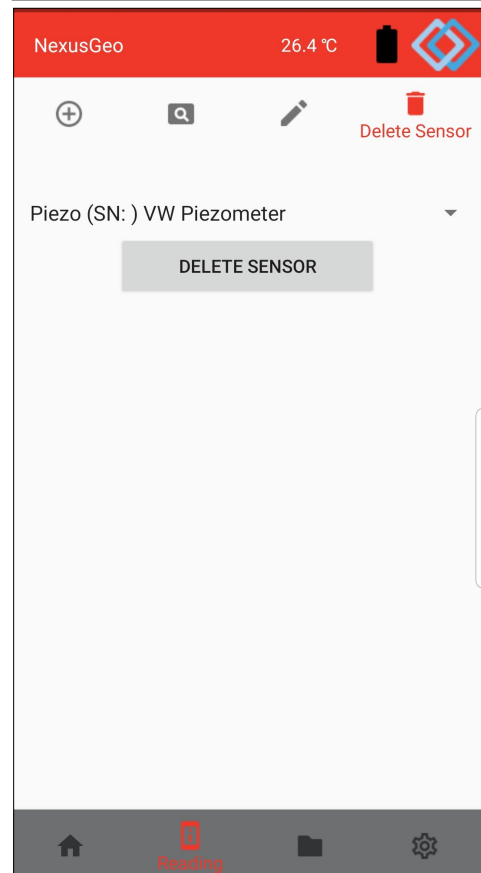 NexusGeo 26.4 ℃
Delete Sensor
Piezo (SN: ) VW Piezometer
DELETE SENSOR
Reading